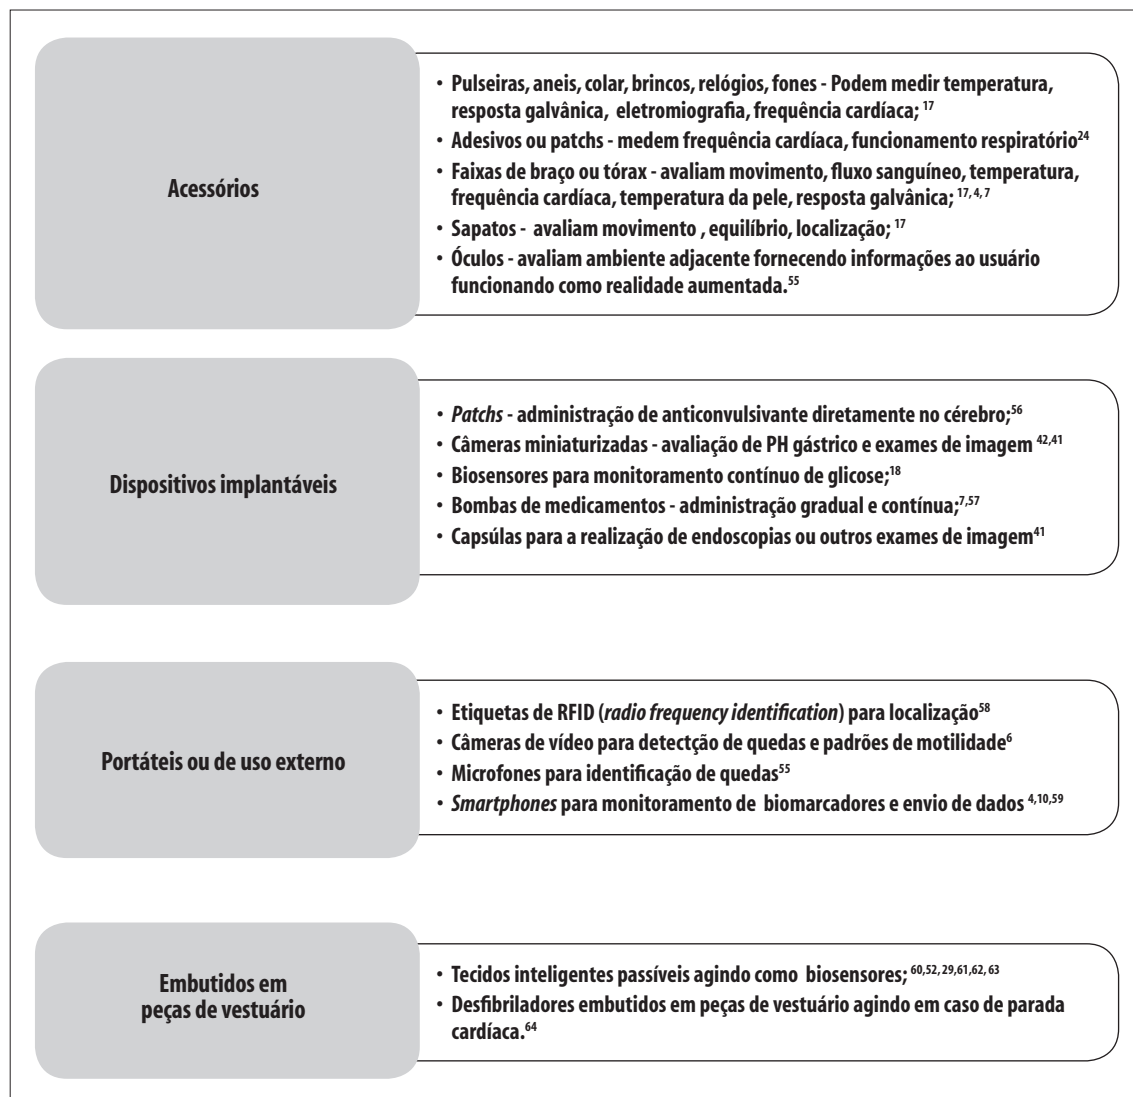 Acessórios
• Pulseiras, aneis, colar, brincos, relógios, fones - Podem medir temperatura,
resposta galvânica, eletromiografia, frequência cardíaca; 17
• Adesivos ou patchs - medem frequência cardíaca, funcionamento respiratório24
• Faixas de braço ou tórax - avaliam movimento, fluxo sanguíneo, temperatura,
frequência cardíaca, temperatura da pele, resposta galvânica; 17, 4, 7
• Sapatos - avaliam movimento , equilíbrio, localização; 17
• Óculos - avaliam ambiente adjacente fornecendo informações ao usuário
funcionando como realidade aumentada.55
Dispositivos implantáveis
• Patchs - administração de anticonvulsivante diretamente no cérebro;56
• Câmeras miniaturizadas - avaliação de PH gástrico e exames de imagem 42,41
• Biosensores para monitoramento contínuo de glicose;18
• Bombas de medicamentos - administração gradual e contínua;7,57
• Capsúlas para a realização de endoscopias ou outros exames de imagem41
Portáteis ou de uso externo
• Etiquetas de RFID (radio frequency identification) para localização58
• Câmeras de vídeo para detectção de quedas e padrões de motilidade6
• Microfones para identificação de quedas55
• Smartphones para monitoramento de biomarcadores e envio de dados 4,10,59
Embutidos em
peças de vestuário
• Tecidos inteligentes passíveis agindo como biosensores; 60,52, 29,61,62, 63
• Desfibriladores embutidos em peças de vestuário agindo em caso de parada
cardíaca.64